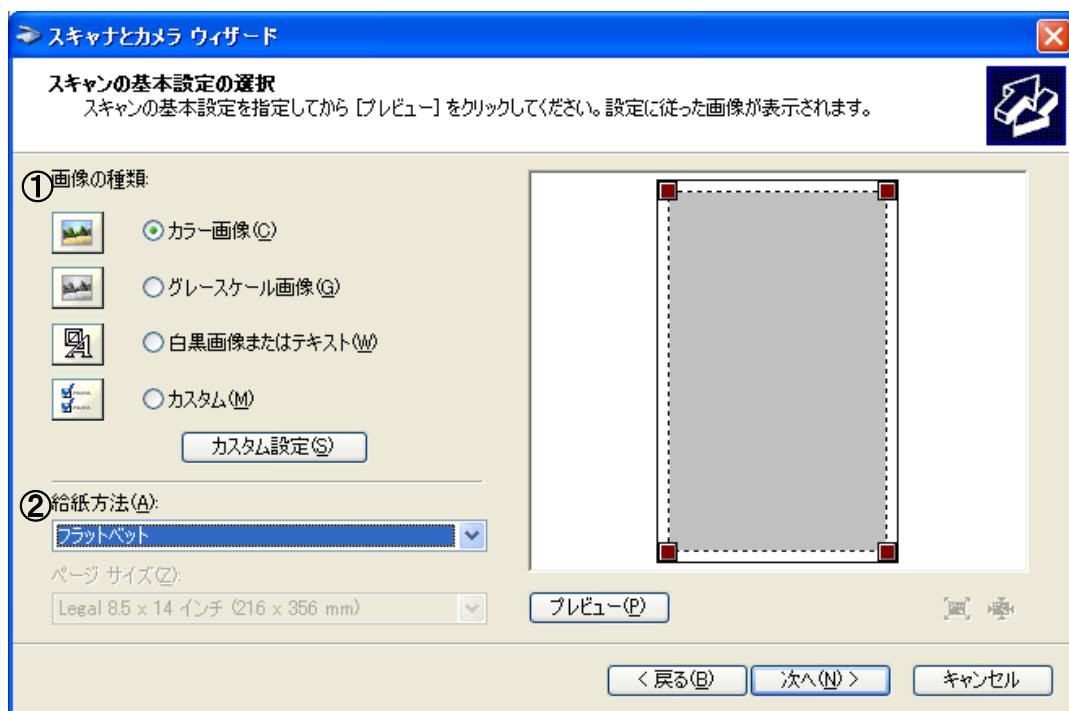 スキャナとカメラ ウィザード
スキャンの基本設定の選択
スキャンの基本設定を指定してから [プレビュー] をクリックしてください。設定に従った画像が表示されます。
① 画像の種類:
カラー画像(C)
グレースケール画像(G)
白黒画像またはテキスト(W)
カスタム(M)
カスタム設定(S)
② 給紙方法(A):
フラットベット
ページ サイズ(Z):
Legal 8.5 x 14 インチ (216 x 356 mm)
プレビュー(P)
< 戻る(B) 次へ(N) > キャンセル